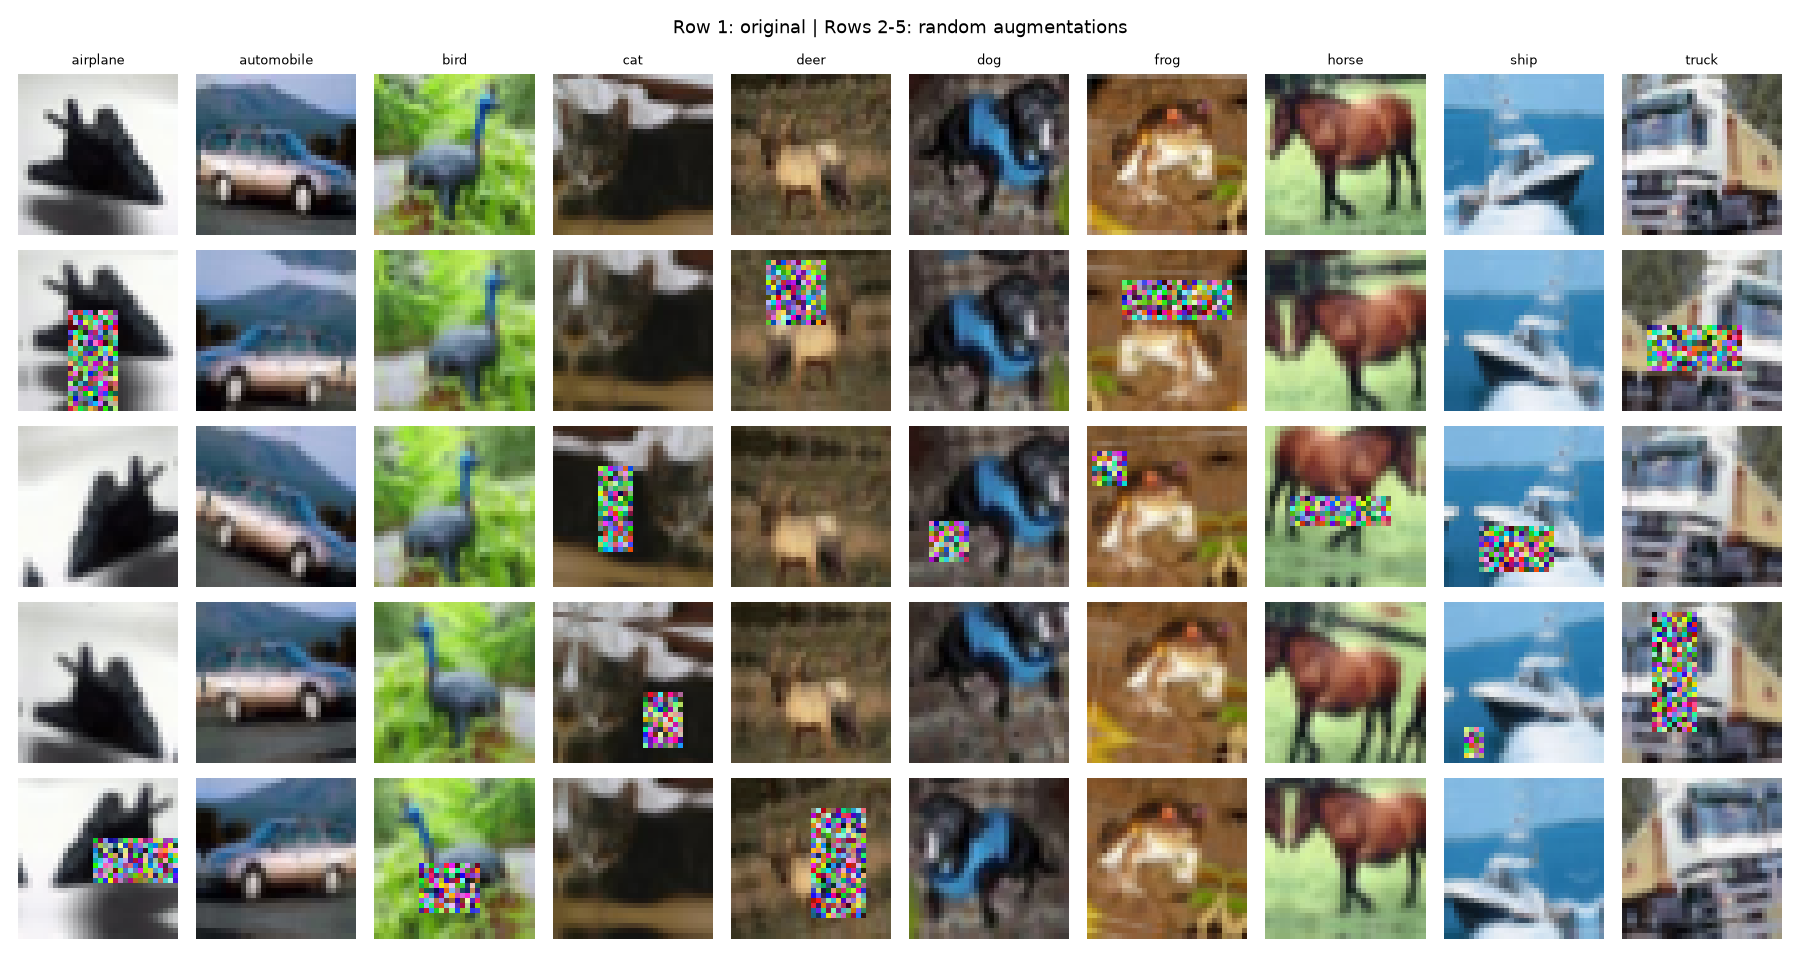 Row 1: original | Rows 2-5: random augmentations
airplane automobile bird cat deer dog frog horse ship truck